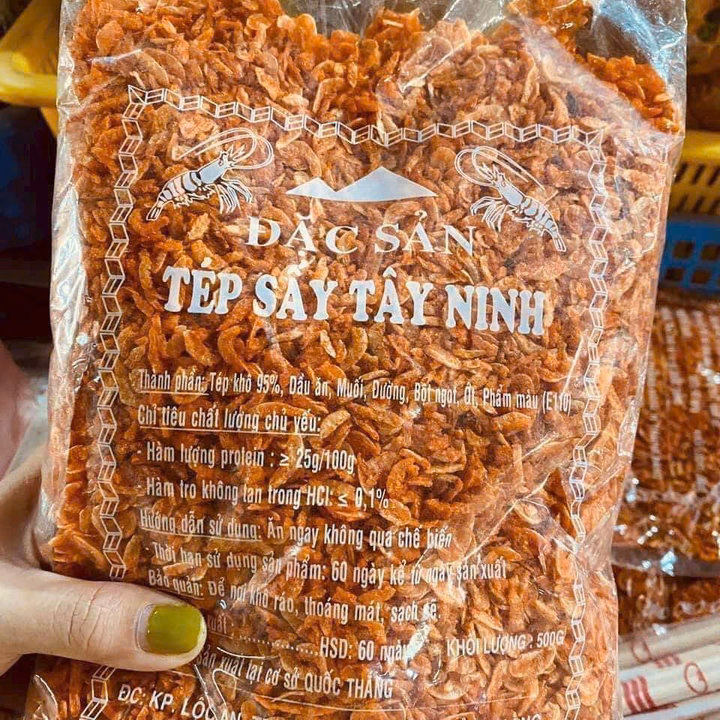 ĐẶC SẢN
TÉP SẤY TÂY NINH
Thành phần: Tép khô 95%, Dầu ăn, Muối, Đường, Bột ngọt, Ớt, Phẩm màu (E110)
Chỉ tiêu chất lượng chủ yếu:
- Hàm lượng protein : ≥ 25g/100g
- Hàm tro không tan trong HCl: ≤ 0,1%
Hướng dẫn sử dụng: Ăn ngay không qua chế biến
- Thời hạn sử dụng sản phẩm: 60 ngày kể từ ngày sản xuất
Bảo quản: Để nơi khô ráo, thoáng mát, sạch sẽ.
xuất : ................HSD: 60 ngày KHỐI LƯỢNG : 500G
Sản xuất tại cơ sở QUỐC THẮNG
ĐC: KP. LỘC AN,